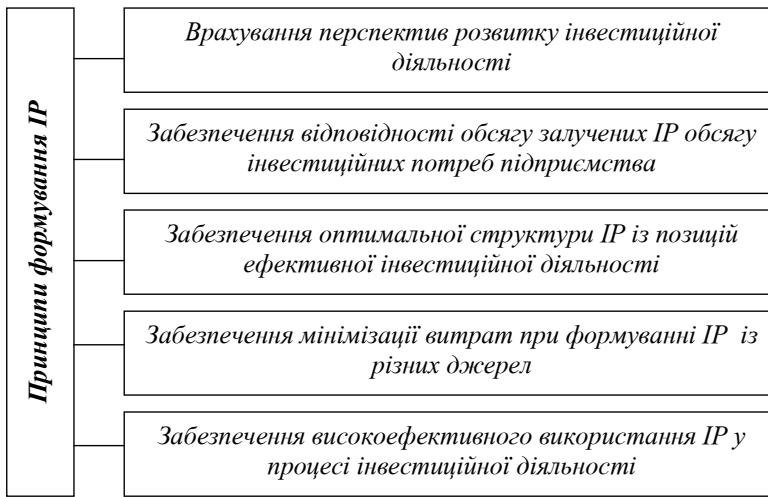 Принципи формування ІР
Врахування перспектив розвитку інвестиційної
діяльності
Забезпечення відповідності обсягу залучених ІР обсягу
інвестиційних потреб підприємства
Забезпечення оптимальної структури ІР із позицій
ефективної інвестиційної діяльності
Забезпечення мінімізації витрат при формуванні ІР із
різних джерел
Забезпечення високоефективного використання ІР у
процесі інвестиційної діяльності